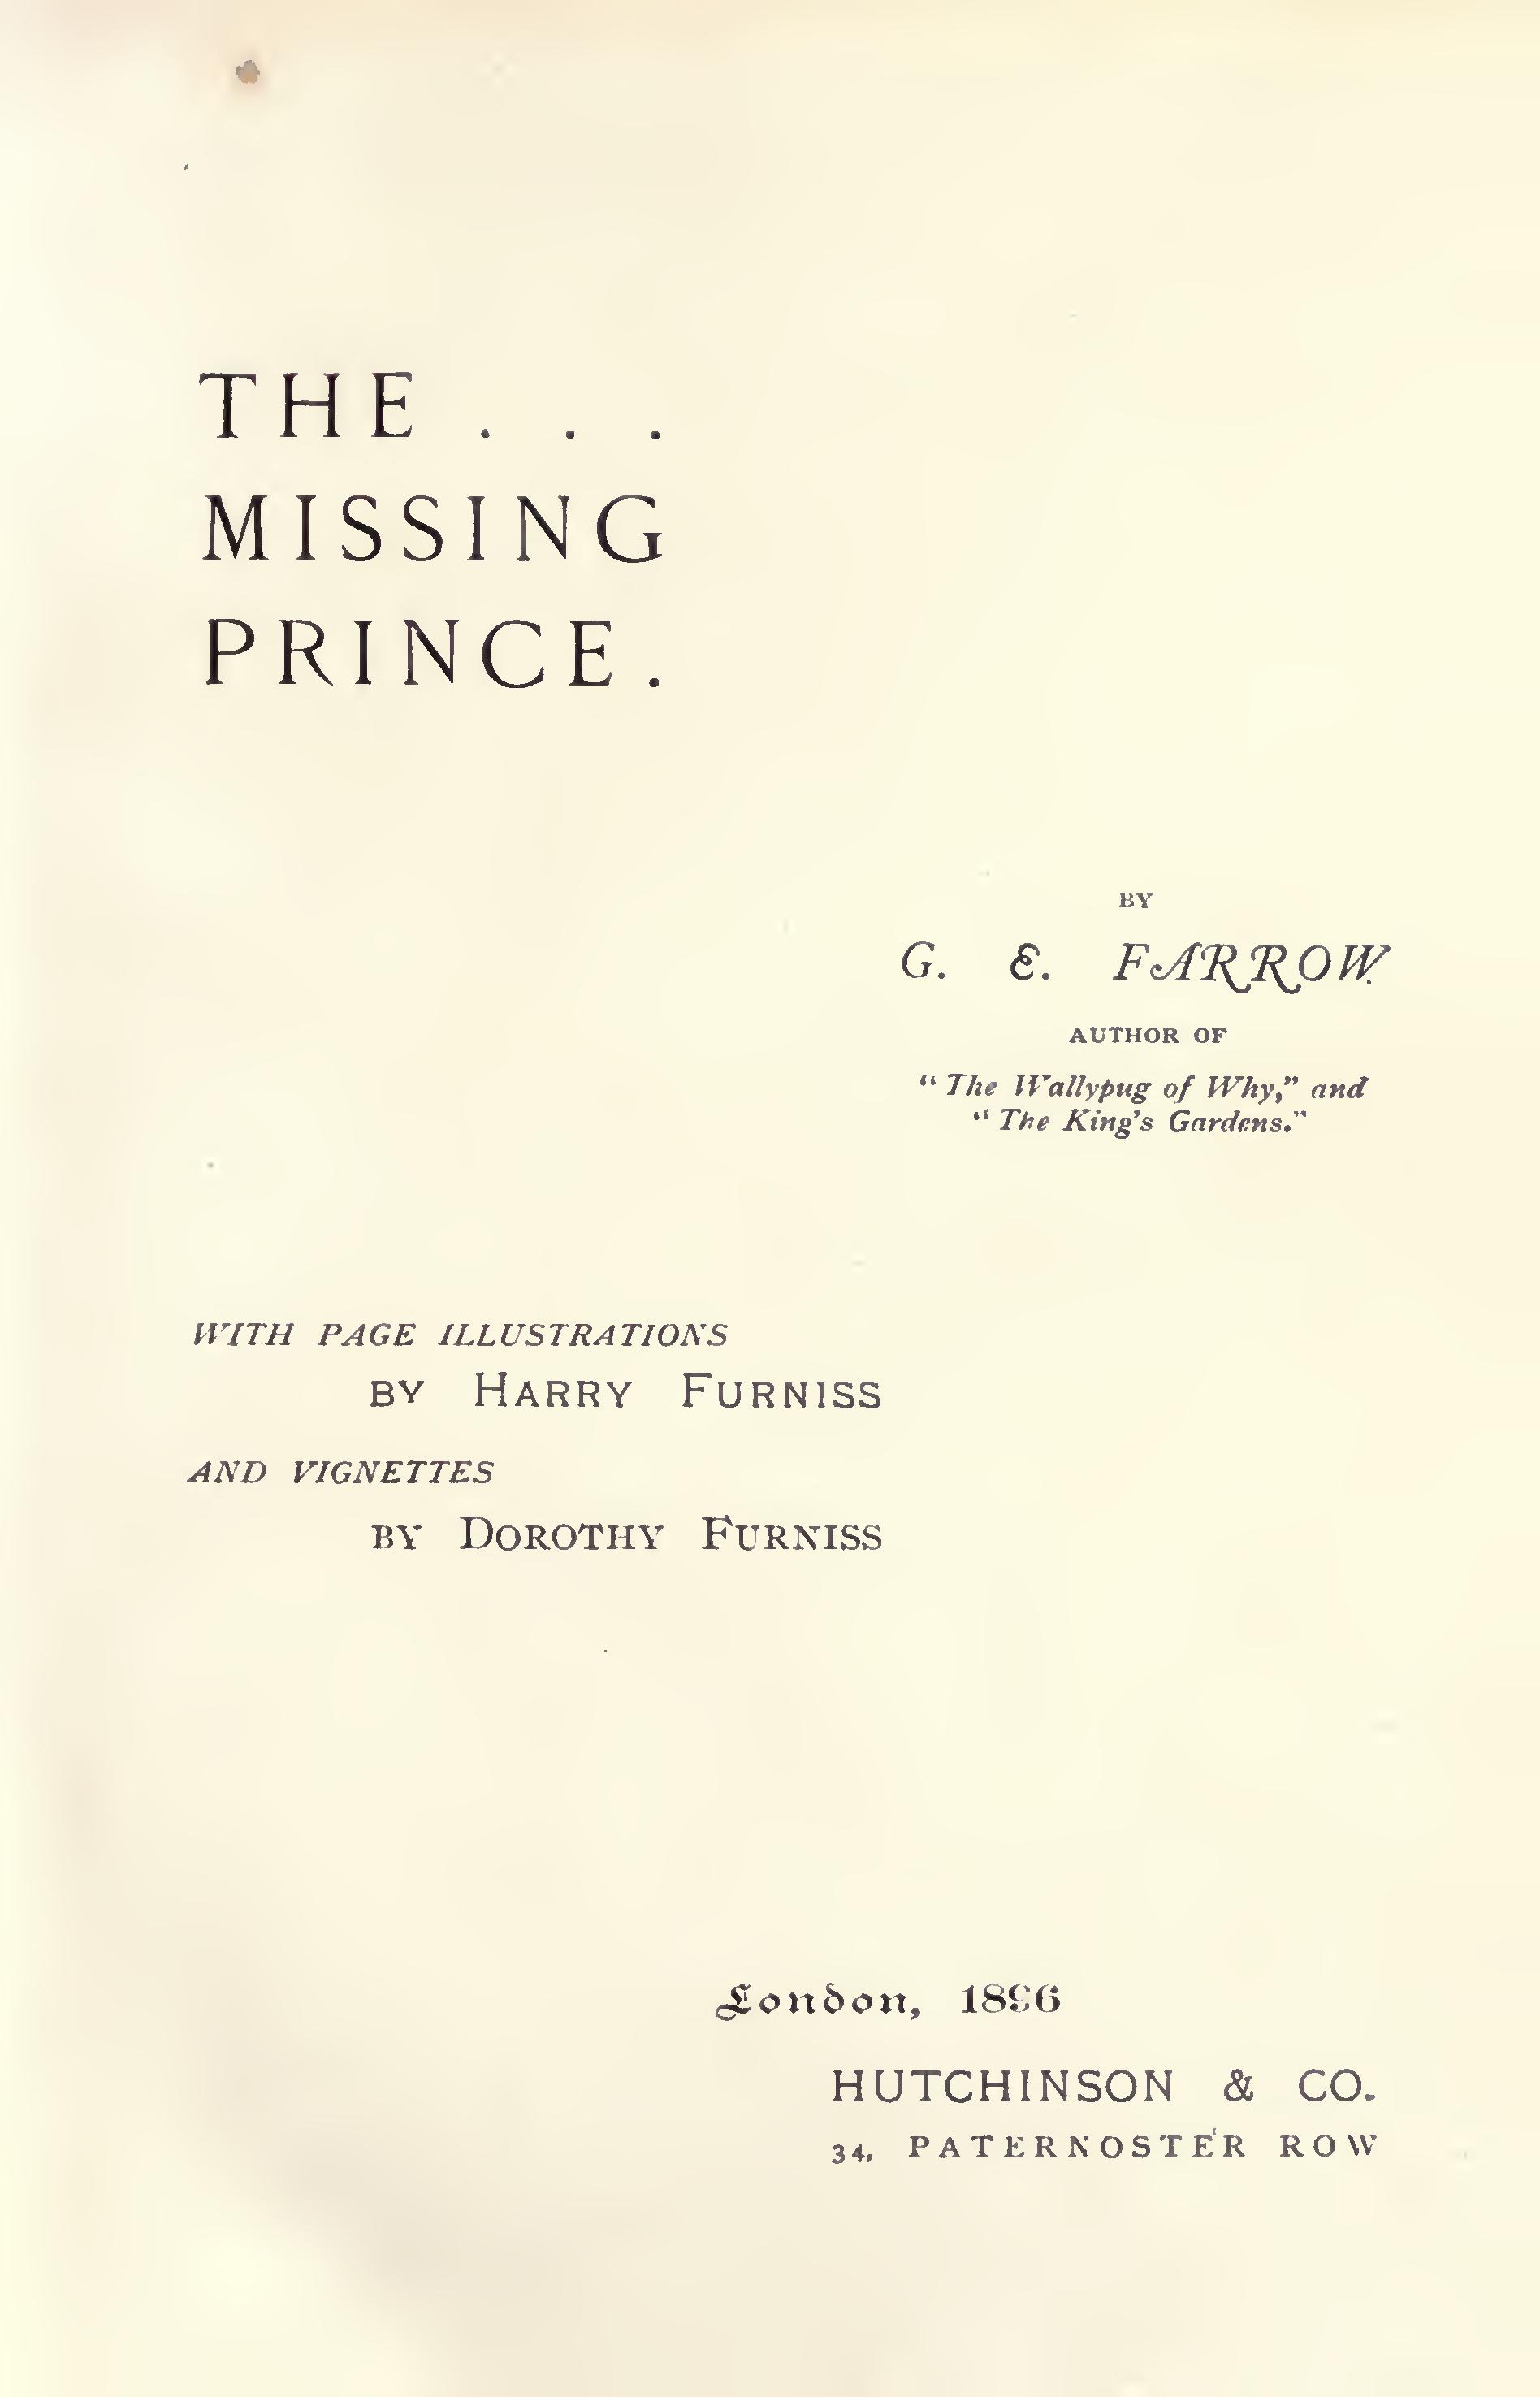 THE . . .
MISSING
PRINCE.
BY
G. E. FARROW.
AUTHOR OF
“The Wallypug of Why,” and
“The King’s Gardens.”
WITH PAGE ILLUSTRATIONS
BY HARRY FURNISS
AND VIGNETTES
BY DOROTHY FURNISS
London, 1896
HUTCHINSON & CO.
34, PATERNOSTER ROW